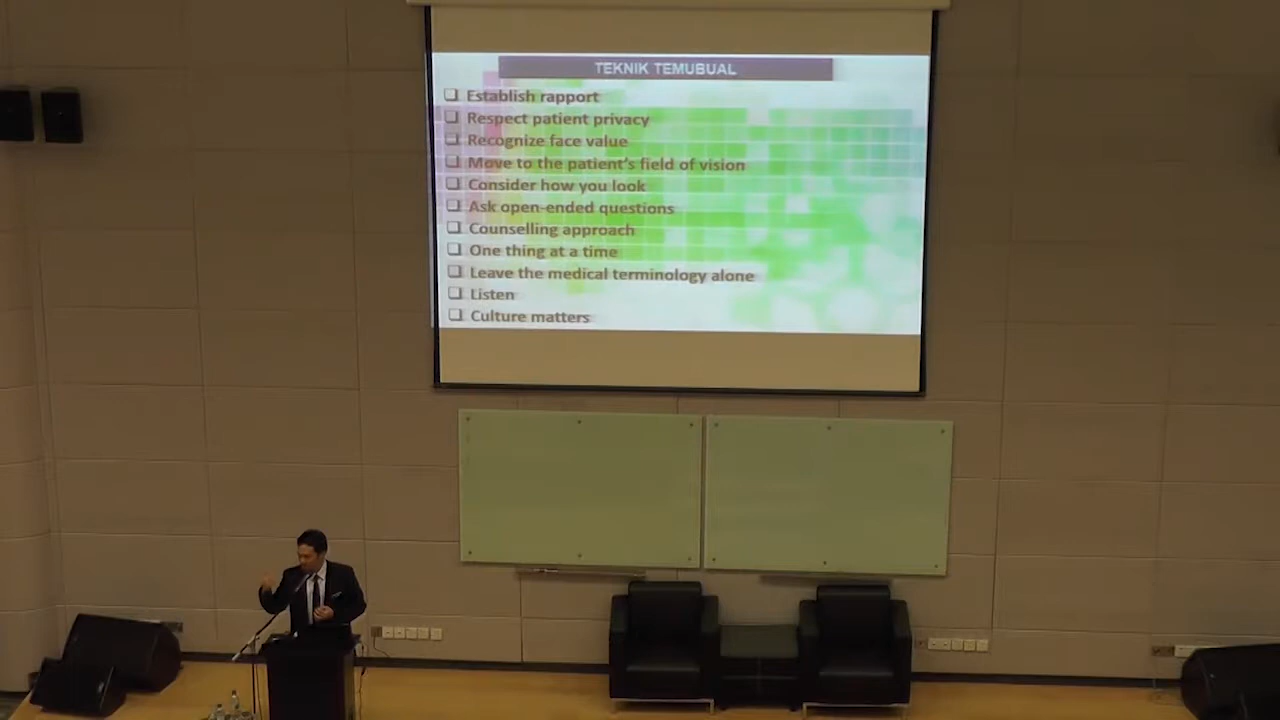 TEKNIK TEMUBUAL
Establish rapport
Respect patient privacy
Recognize face value
Move to the patient's field of vision
Consider how you look
Ask open-ended questions
Counselling approach
One thing at a time
Leave the medical terminology alone
Listen
Culture matters